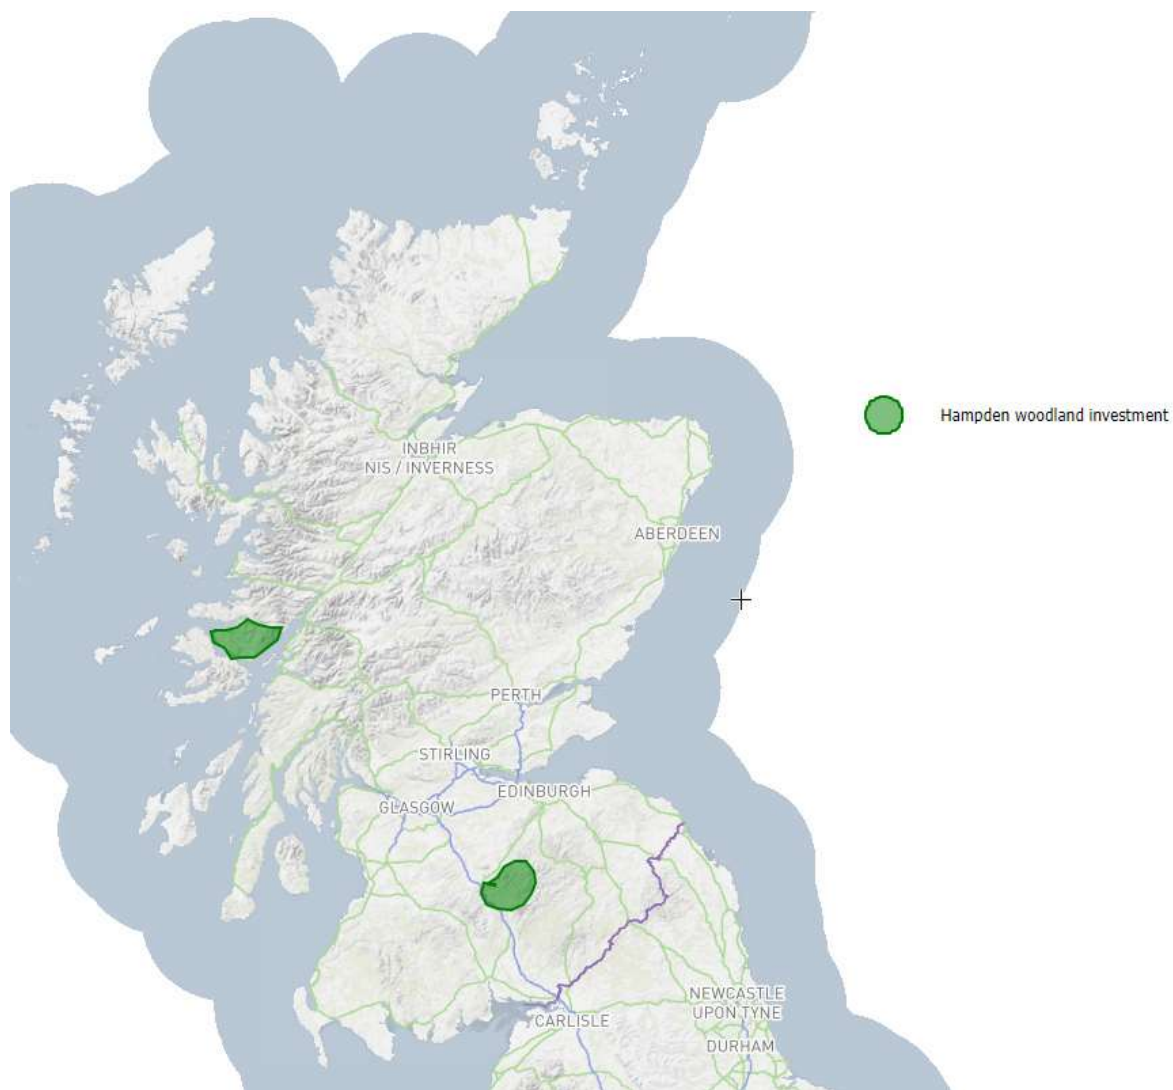 Hampden woodland investment
INBHIR
NIS / INVERNESS
ABERDEEN
PERTH
STIRLING
EDINBURGH
GLASGOW
NEWCASTLE
UPON TYNE
CARLISLE
DURHAM